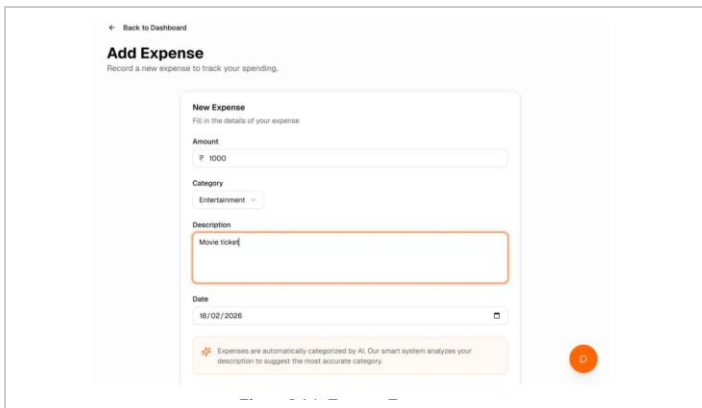 ← Back to Dashboard
Add Expense
Record a new expense to track your spending.
New Expense
Fill in the details of your expense
Amount
₹ 1000
Category
Entertainment
Description
Movie ticket
Date
18/02/2026
Expenses are automatically categorized by AI. Our smart system analyzes your
description to suggest the most accurate category.